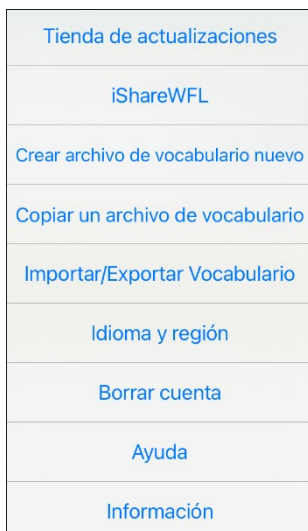 Tienda de actualizaciones
iShareWFL
Crear archivo de vocabulario nuevo
Copiar un archivo de vocabulario
Importar/Exportar Vocabulario
Idioma y región
Borrar cuenta
Ayuda
Información